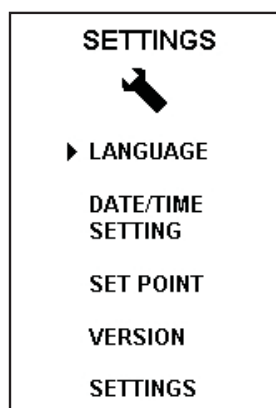 SETTINGS
LANGUAGE
DATE/TIME
SETTING
SET POINT
VERSION
SETTINGS